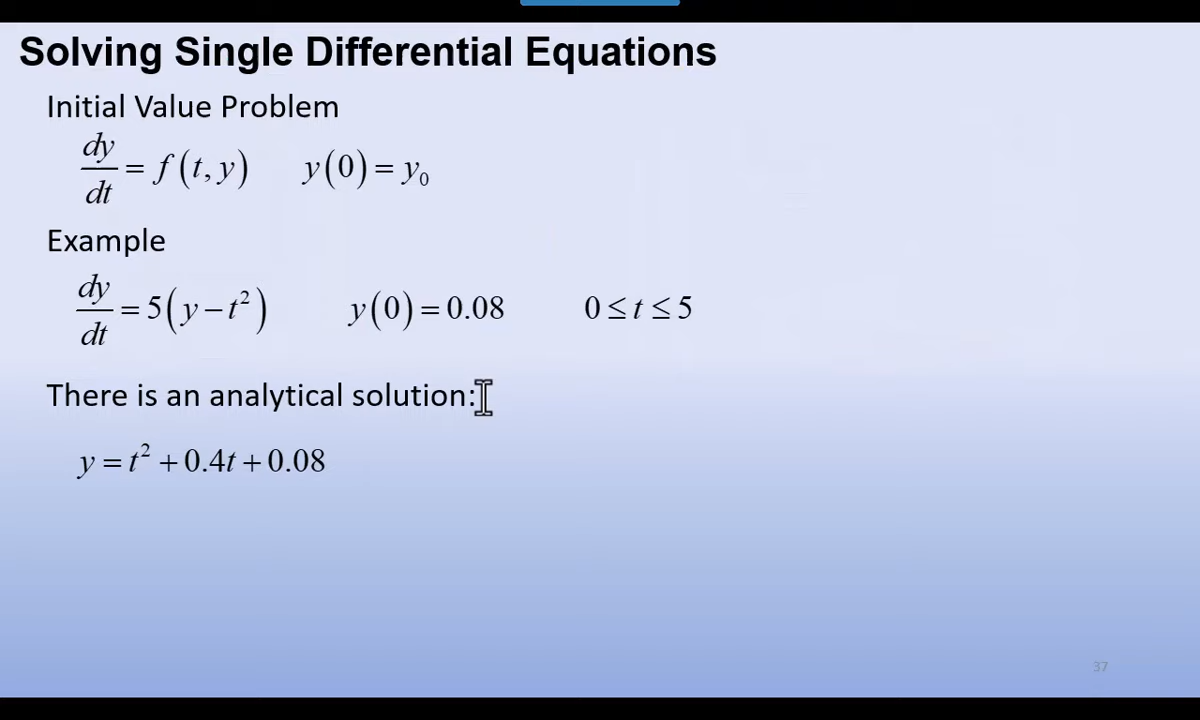 Solving Single Differential Equations
Initial Value Problem
dy/dt = f(t, y)  y(0) = y₀
Example
dy/dt = 5(y − t²)  y(0) = 0.08  0 ≤ t ≤ 5
There is an analytical solution:
y = t² + 0.4t + 0.08
37